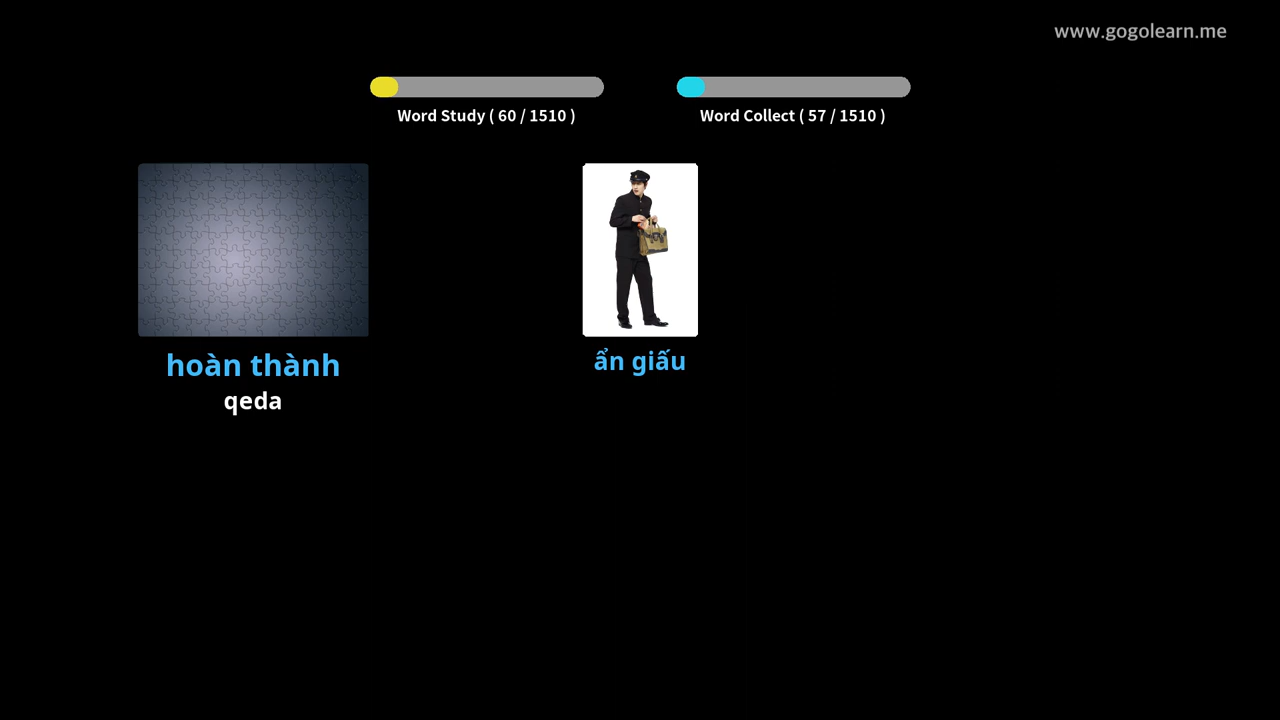 www.gogolearn.me
Word Study ( 60 / 1510 )
Word Collect ( 57 / 1510 )
hoàn thành
qeda
ẩn giấu